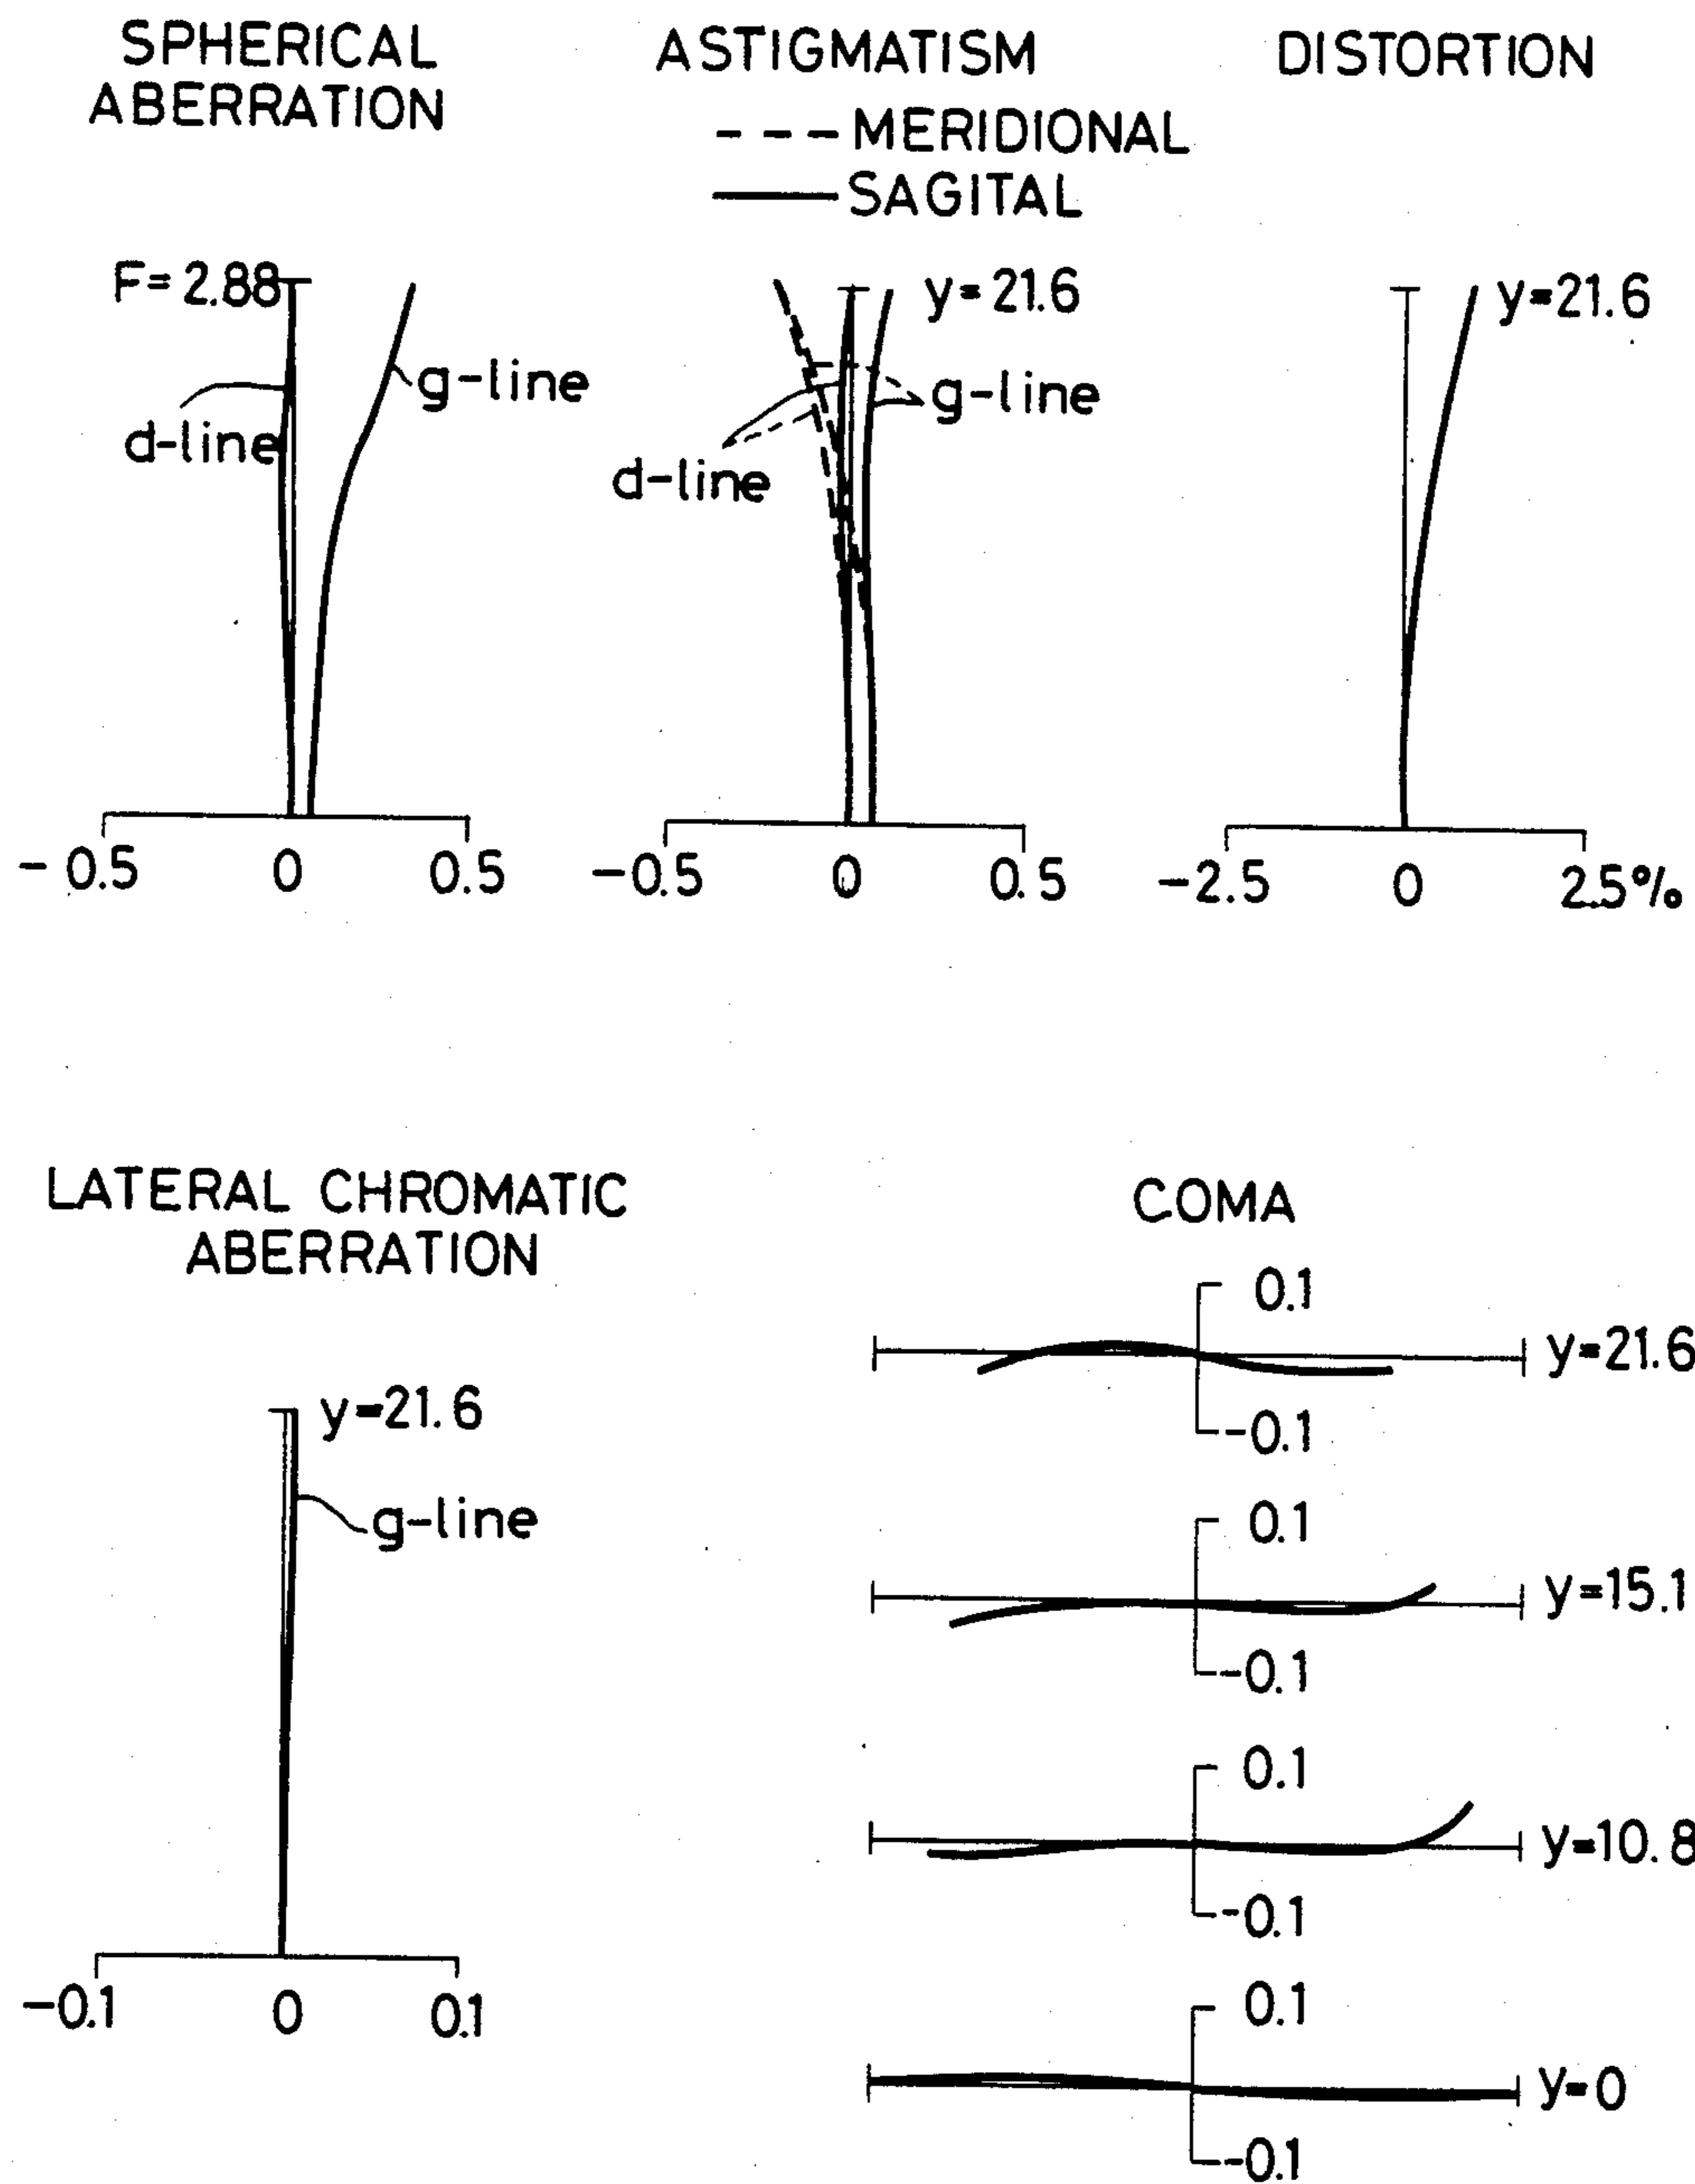 SPHERICAL
ABERRATION
ASTIGMATISM
--- MERIDIONAL
— SAGITAL
DISTORTION
F=2.88
g-line
d-line
-0.5 0 0.5
y=21.6
g-line
d-line
-0.5 0 0.5
y=21.6
-2.5 0 2.5%
LATERAL CHROMATIC
ABERRATION
y=21.6
g-line
-0.1 0 0.1
COMA
0.1
y=21.6
-0.1
0.1
y=15.1
-0.1
0.1
y=10.8
-0.1
0.1
y=0
-0.1